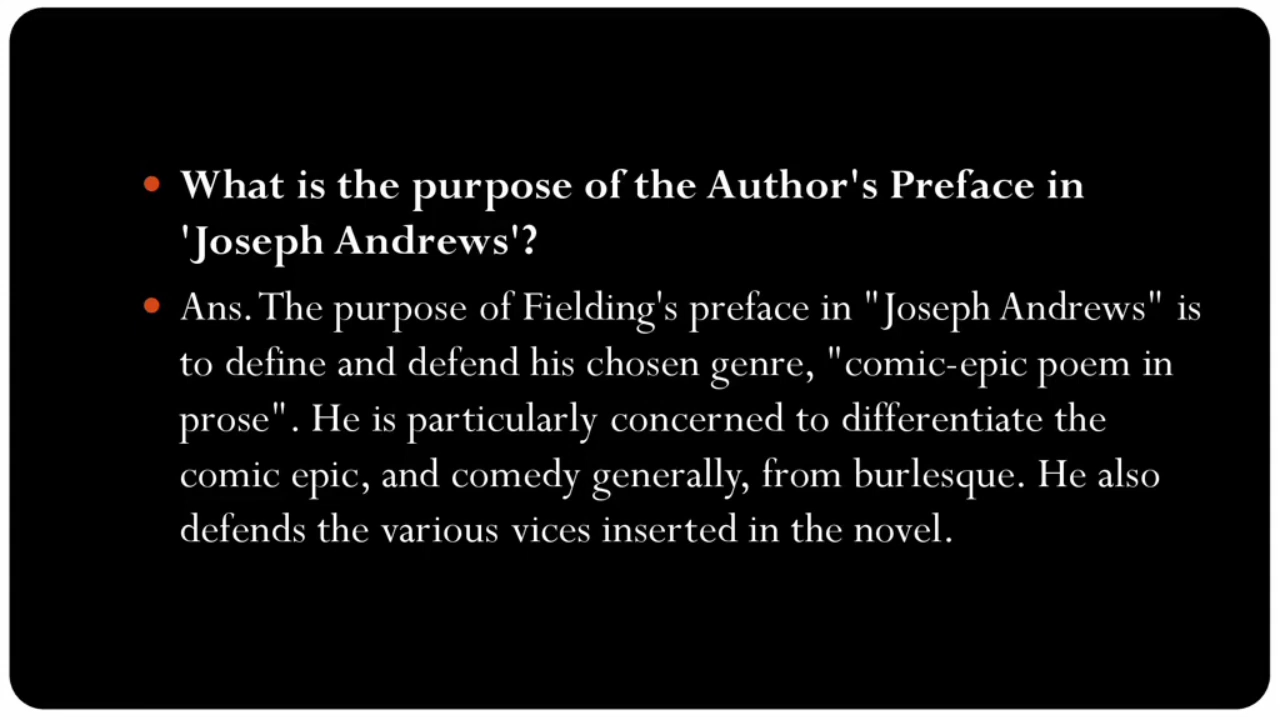 What is the purpose of the Author's Preface in
'Joseph Andrews'?
Ans. The purpose of Fielding's preface in "Joseph Andrews" is
to define and defend his chosen genre, "comic-epic poem in
prose". He is particularly concerned to differentiate the
comic epic, and comedy generally, from burlesque. He also
defends the various vices inserted in the novel.